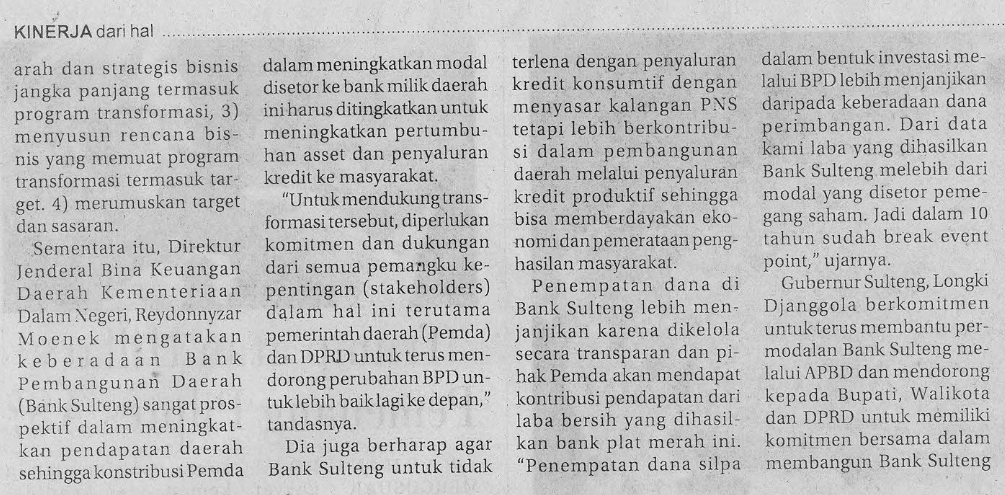 KINERJA dari hal
arah dan strategis bisnis
jangka panjang termasuk
program transformasi, 3)
menyusun rencana bis-
nis yang memuat program
transformasi termasuk tar-
get. 4) merumuskan target
dan sasaran.
Sementara itu, Direktur
Jenderal Bina Keuangan
Daerah Kementeriaan
Dalam Negeri, Reydonnyzar
Moenek mengatakan
keberadaan Bank
Pembangunan Daerah
(Bank Sulteng) sangat pros-
pektif dalam meningkat-
kan pendapatan daerah
sehingga konstribusi Pemda
dalam meningkatkan modal
disetor ke bank milik daerah
ini harus ditingkatkan untuk
meningkatkan pertumbu-
han asset dan penyaluran
kredit ke masyarakat.
"Untuk mendukung trans-
formasi tersebut, diperlukan
komitmen dan dukungan
dari semua pemangku ke-
pentingan (stakeholders)
dalam hal ini terutama
pemerintah daerah (Pemda)
dan DPRD untuk terus men-
dorong perubahan BPD un-
tuk lebih baik lagi ke depan,"
tandasnya.
Dia juga berharap agar
Bank Sulteng untuk tidak
terlena dengan penyaluran
kredit konsumtif dengan
menyasar kalangan PNS
tetapi lebih berkontribu-
si dalam pembangunan
daerah melalui penyaluran
kredit produktif sehingga
bisa memberdayakan eko-
nomi dan pemerataan peng-
hasilan masyarakat.
Penempatan dana di
Bank Sulteng lebih men-
janjikan karena dikelola
secara transparan dan pi-
hak Pemda akan mendapat
kontribusi pendapatan dari
laba bersih yang dihasil-
kan bank plat merah ini.
"Penempatan dana silpa
dalam bentuk investasi me-
lalui BPD lebih menjanjikan
daripada keberadaan dana
perimbangan. Dari data
kami laba yang dihasilkan
Bank Sulteng melebih dari
modal yang disetor peme-
gang saham. Jadi dalam 10
tahun sudah break event
point," ujarnya.
Gubernur Sulteng, Longki
Djanggola berkomitmen
untuk terus membantu per-
modalan Bank Sulteng me-
lalui APBD dan mendorong
kepada Bupati, Walikota
dan DPRD untuk memiliki
komitmen bersama dalam
membangun Bank Sulteng